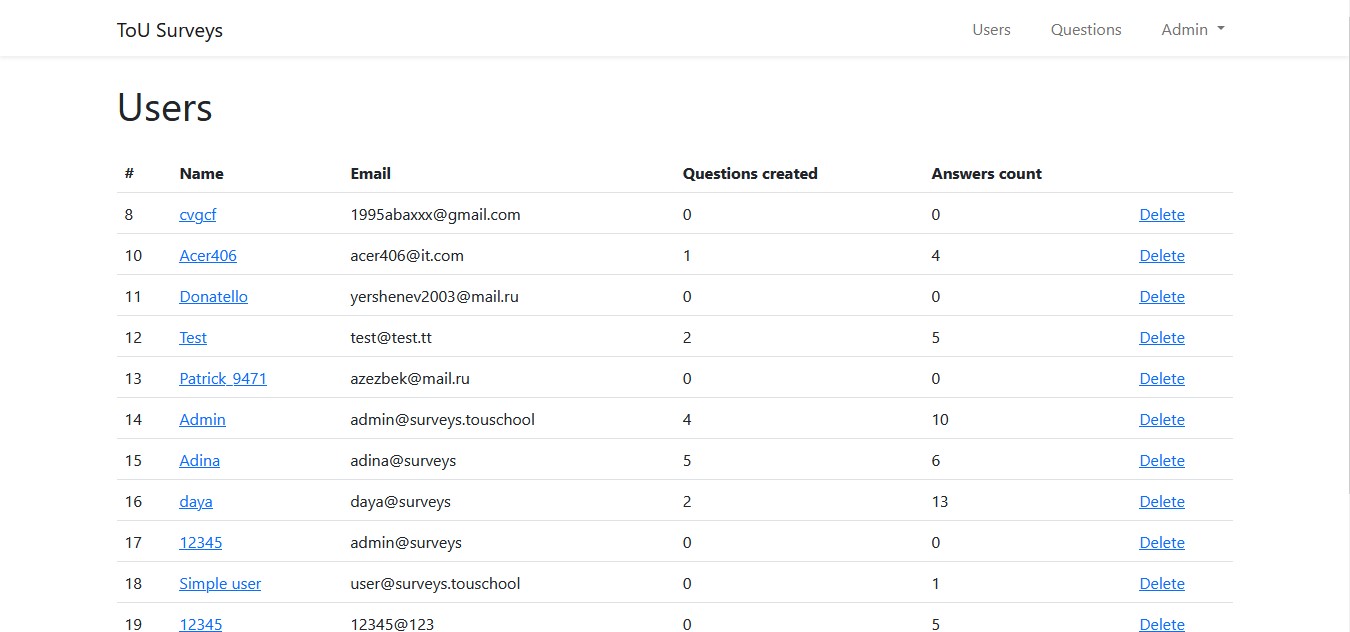 ToU Surveys Users Questions Admin
Users
# Name Email Questions created Answers count
8 cvgcf 1995abaxxx@gmail.com 0 0 Delete
10 Acer406 acer406@it.com 1 4 Delete
11 Donatello yershenev2003@mail.ru 0 0 Delete
12 Test test@test.tt 2 5 Delete
13 Patrick_9471 azezbek@mail.ru 0 0 Delete
14 Admin admin@surveys.touschool 4 10 Delete
15 Adina adina@surveys 5 6 Delete
16 daya daya@surveys 2 13 Delete
17 12345 admin@surveys 0 0 Delete
18 Simple user user@surveys.touschool 0 1 Delete
19 12345 12345@123 0 5 Delete